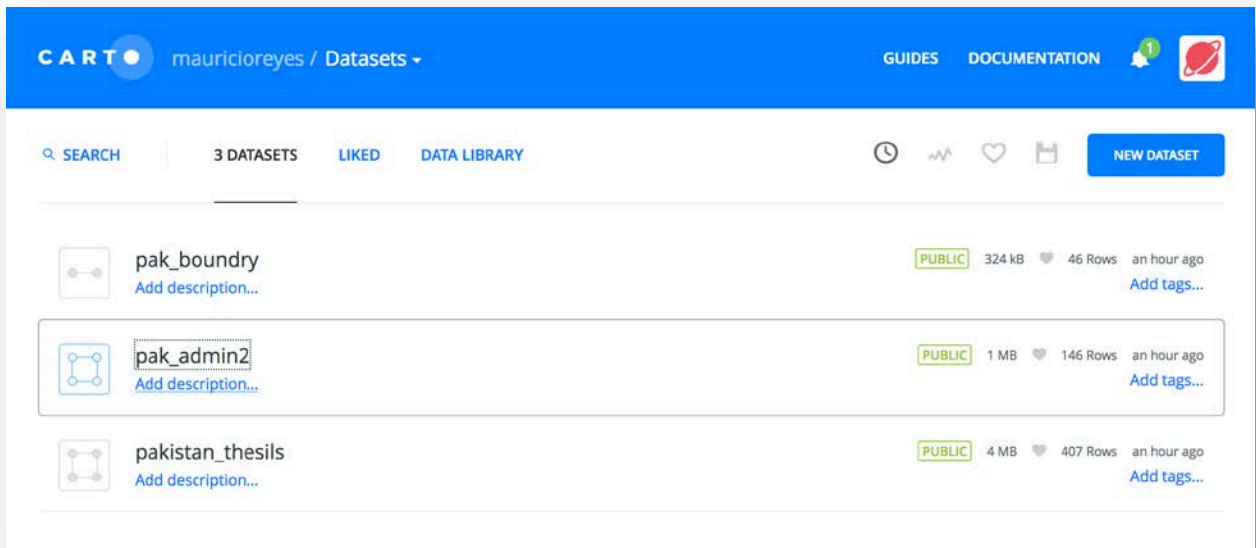 CARTO mauricioreyes / Datasets GUIDES DOCUMENTATION 1
SEARCH 3 DATASETS LIKED DATA LIBRARY NEW DATASET
pak_boundry PUBLIC 324 kB 46 Rows an hour ago
Add description... Add tags...
pak_admin2 PUBLIC 1 MB 146 Rows an hour ago
Add description... Add tags...
pakistan_thesils PUBLIC 4 MB 407 Rows an hour ago
Add description... Add tags...